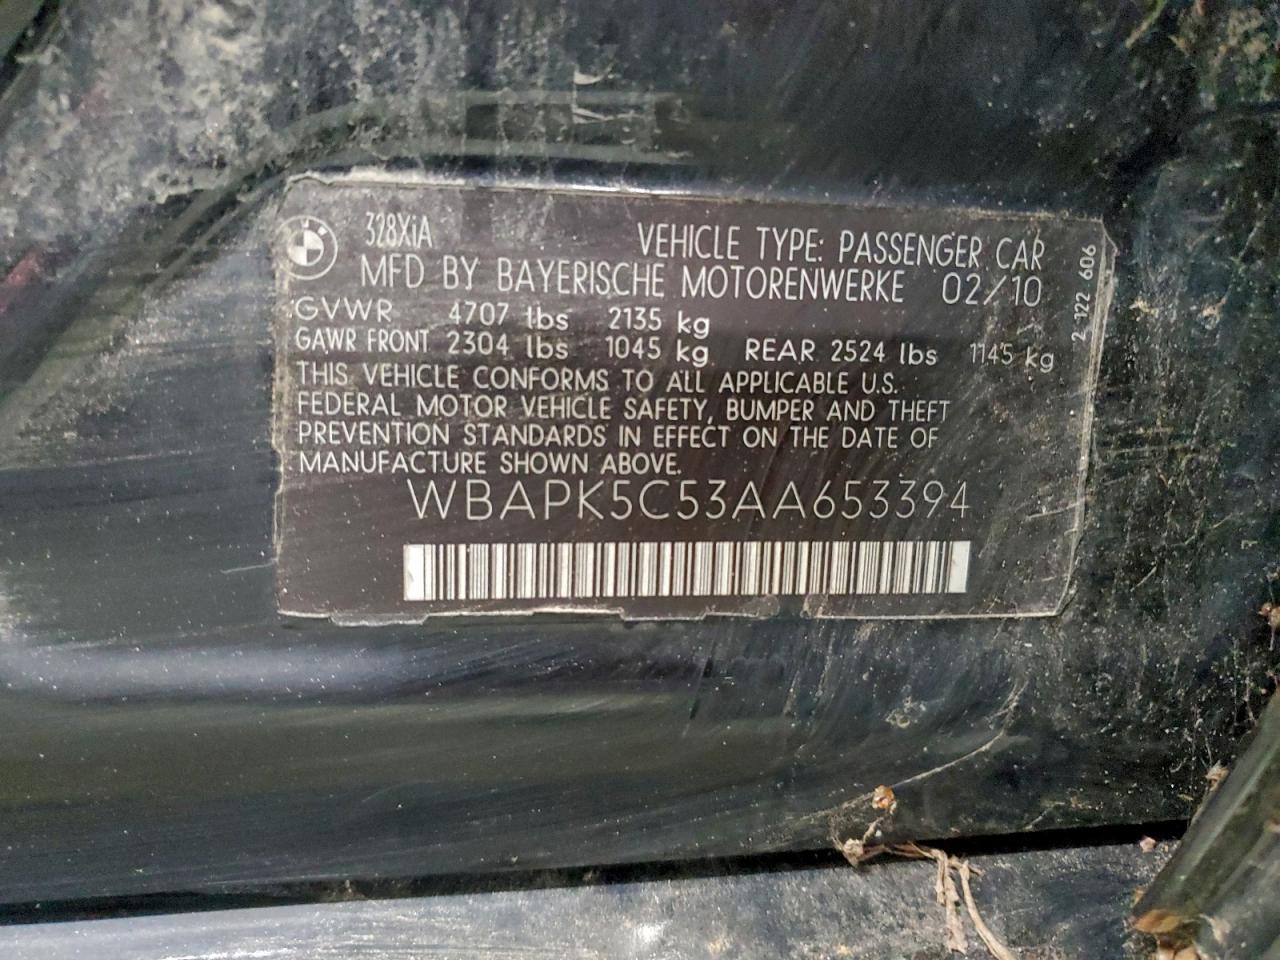 328XiA
VEHICLE TYPE: PASSENGER CAR
MFD BY BAYERISCHE MOTORENWERKE 02/10
GVWR 4707 lbs 2135 kg
GAWR FRONT 2304 lbs 1045 kg REAR 2524 lbs 1145 kg
THIS VEHICLE CONFORMS TO ALL APPLICABLE U.S.
FEDERAL MOTOR VEHICLE SAFETY, BUMPER AND THEFT
PREVENTION STANDARDS IN EFFECT ON THE DATE OF
MANUFACTURE SHOWN ABOVE.
WBAPK5C53AA653394
2 122 606